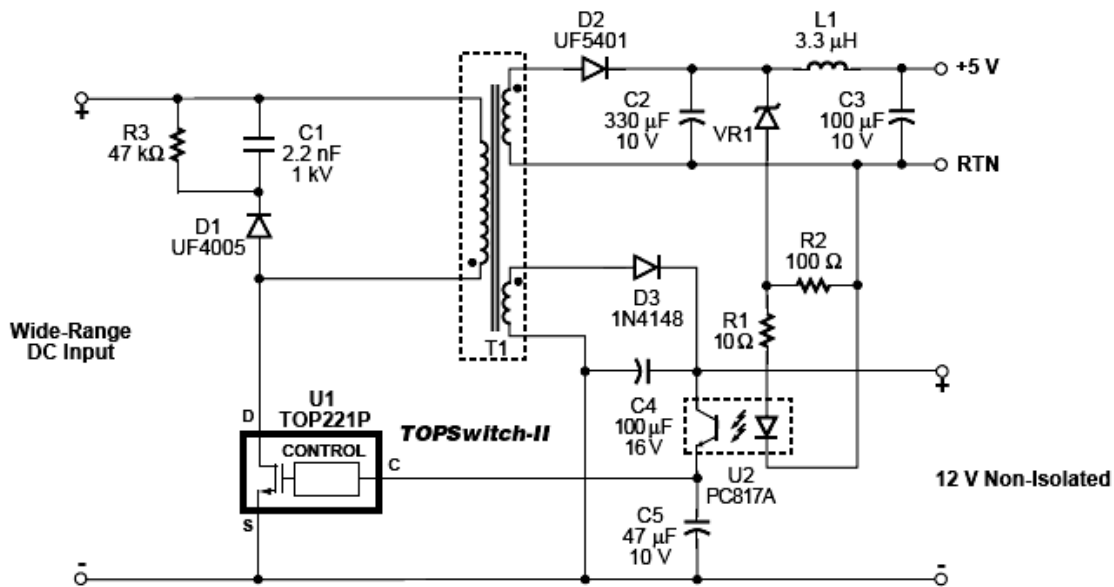 D2
UF5401
L1
3.3 μH
+5 V
+
R3
47 kΩ
C1
2.2 nF
1 kV
C2
330 μF
10 V
VR1
C3
100 μF
10 V
RTN
D1
UF4005
R2
100 Ω
D3
1N4148
R1
10 Ω
T1
Wide-Range
DC Input
+
C4
100 μF
16 V
U1
TOP221P
D
TOPSwitch-II
CONTROL
C
U2
PC817A
12 V Non-Isolated
S
C5
47 μF
10 V
-
-